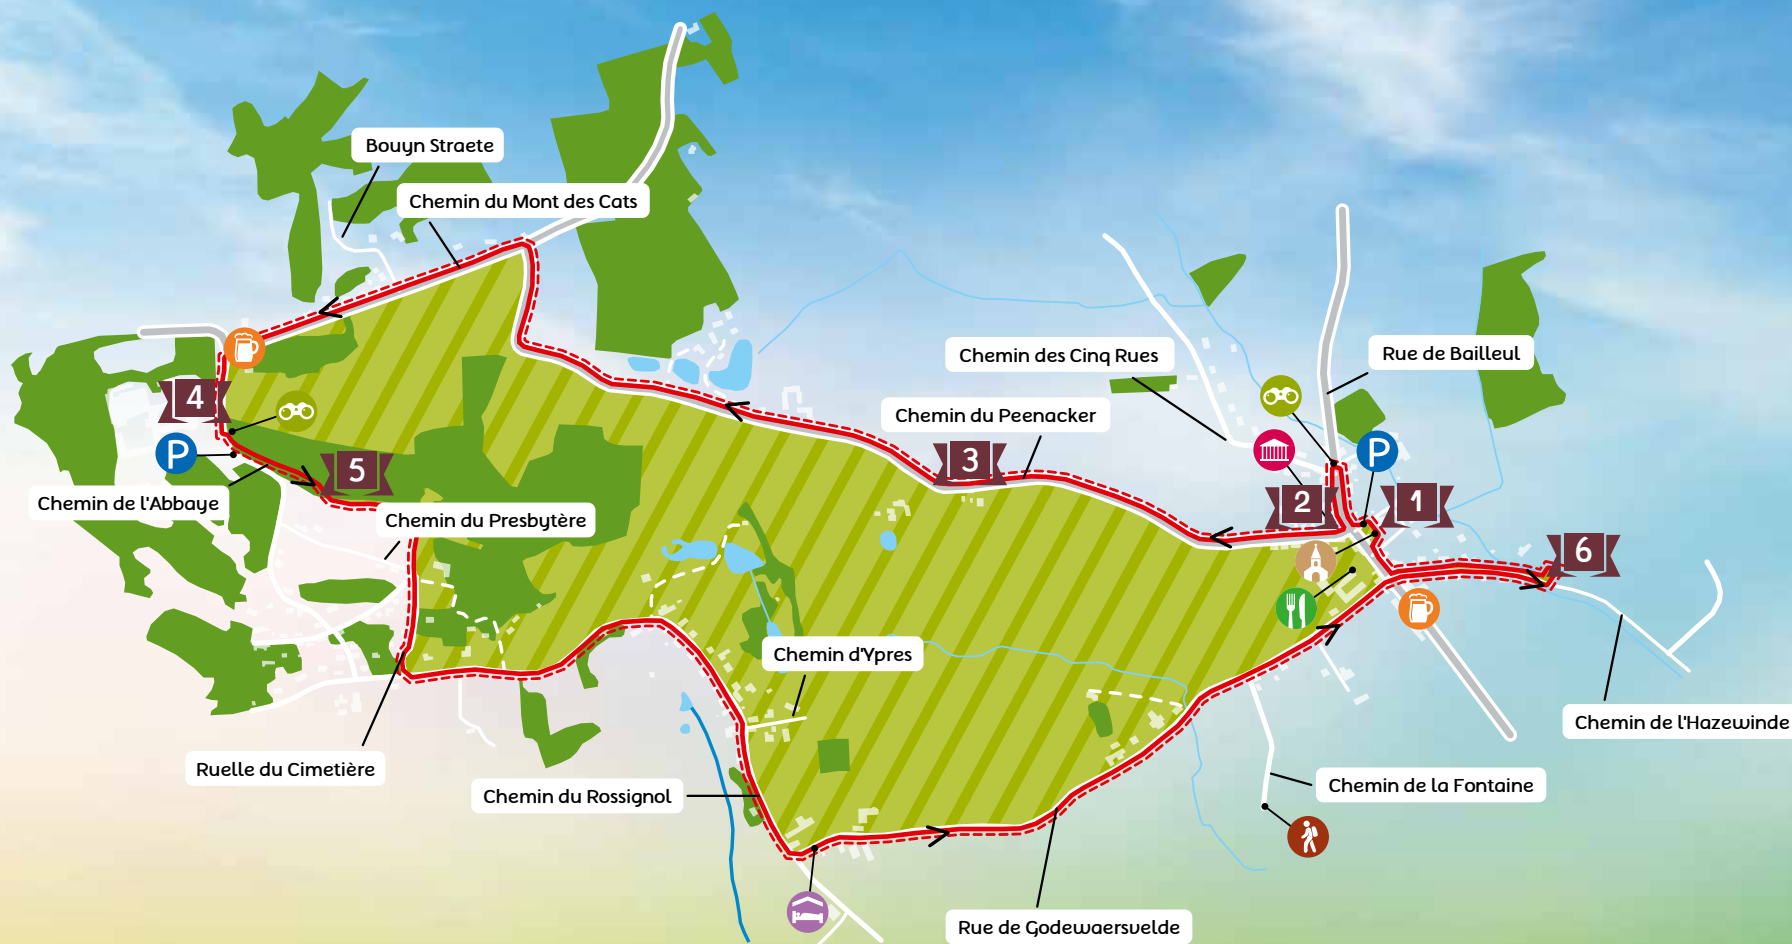 Bouyn Straete
Chemin du Mont des Cats
Chemin des Cinq Rues
Rue de Bailleul
4
Chemin du Peenacker
P
P
3
5
Chemin de l'Abbaye
2
1
Chemin du Presbytère
6
Chemin d'Ypres
Chemin de l'Hazewinde
Ruelle du Cimetière
Chemin du Rossignol
Chemin de la Fontaine
Rue de Godewaersvelde